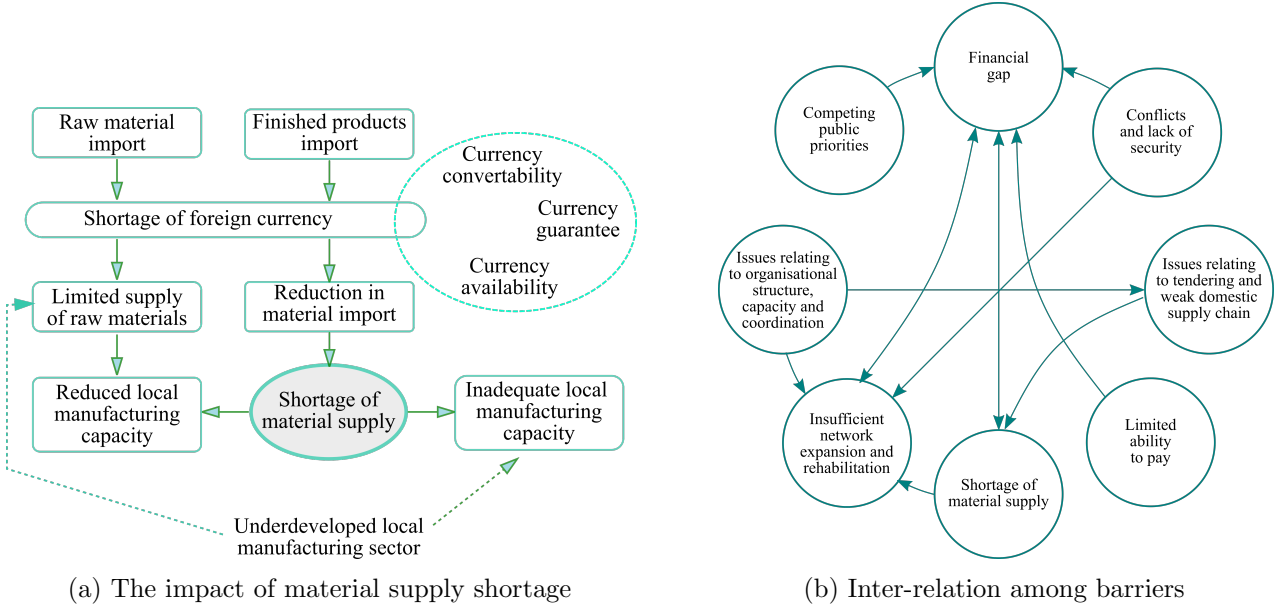 Raw material
import
Finished products
import
Currency
convertability
Shortage of foreign currency
Currency
guarantee
Currency
availability
Limited supply
of raw materials
Reduction in
material import
Reduced local
manufacturing
capacity
Shortage of
material supply
Inadequate local
manufacturing
capacity
Underdeveloped local
manufacturing sector
(a) The impact of material supply shortage
Financial
gap
Competing
public
priorities
Conflicts
and lack of
security
Issues relating
to organisational
structure,
capacity and
coordination
Issues relating
to tendering and
weak domestic
supply chain
Insufficient
network
expansion and
rehabilitation
Limited
ability
to pay
Shortage of
material supply
(b) Inter-relation among barriers